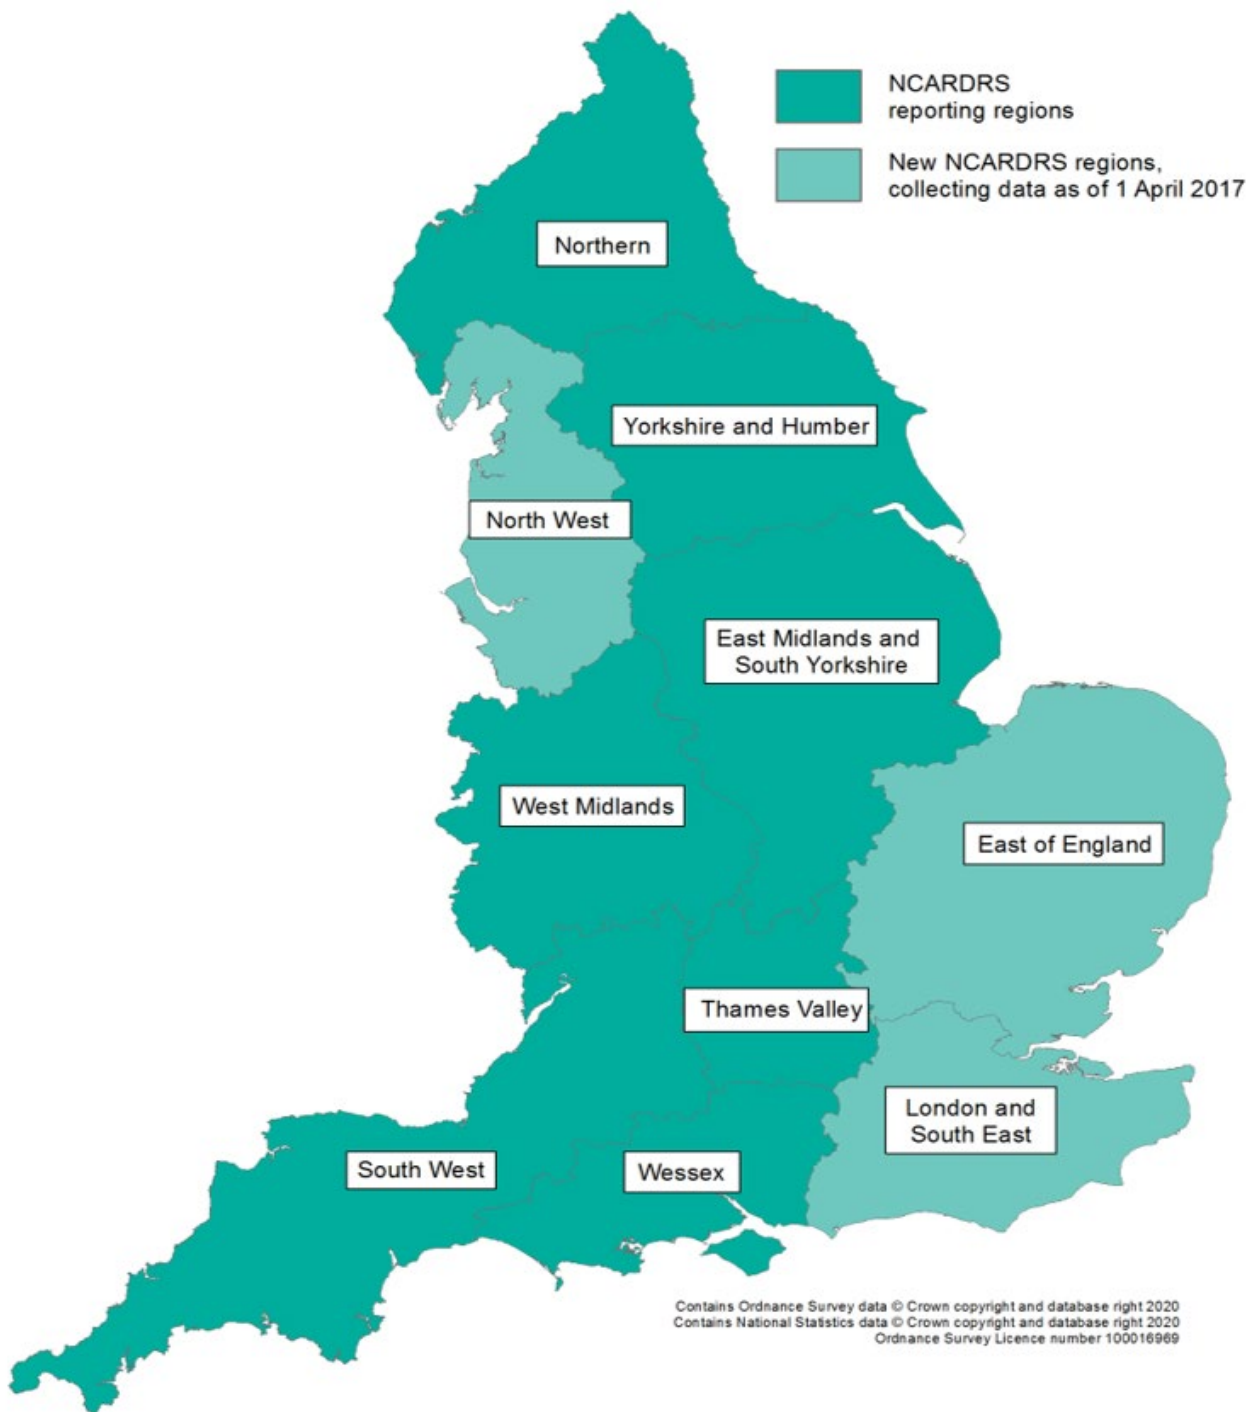 NCARDRS
reporting regions
New NCARDRS regions,
collecting data as of 1 April 2017
Northern
Yorkshire and Humber
North West
East Midlands and
South Yorkshire
West Midlands
East of England
Thames Valley
London and
South East
South West
Wessex
Contains Ordnance Survey data © Crown copyright and database right 2020
Contains National Statistics data © Crown copyright and database right 2020
Ordnance Survey Licence number 100016969